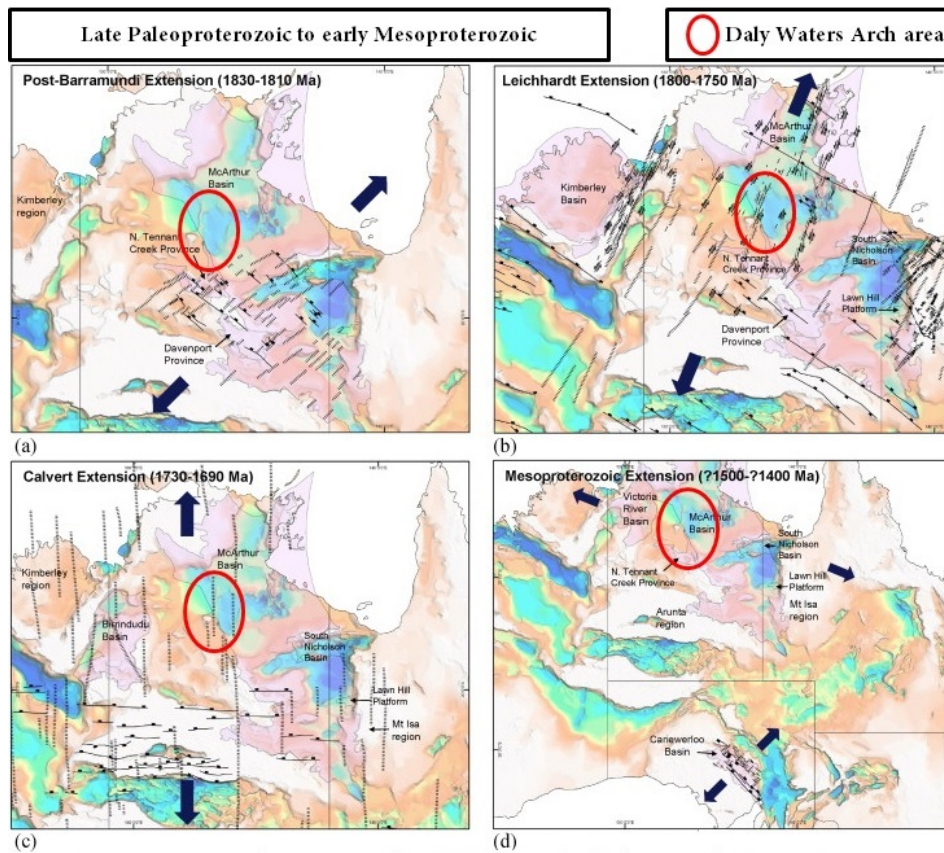 Late Paleoproterozoic to early Mesoproterozoic
Daly Waters Arch area
Post-Barramundi Extension (1830-1810 Ma)
McArthur
Basin
Kimberley
region
N. Tennant
Creek Province
Davenport
Province
(a)
Leichhardt Extension (1800-1750 Ma)
McArthur
Basin
Kimberley
Basin
N. Tennant
Creek Province
South
Nicholson
Basin
Lawn Hill
Platform
Davenport
Province
(b)
Calvert Extension (1730-1690 Ma)
McArthur
Basin
Kimberley
region
Birrindudu
Basin
South
Nicholson
Basin
Lawn Hill
Platform
Mt Isa
region
(c)
Mesoproterozoic Extension (?1500-?1400 Ma)
Victoria
River
Basin
McArthur
Basin
South
Nicholson
Basin
N. Tennant
Creek Province
Lawn Hill
Platform
Mt Isa
region
Arunta
region
Cariewerloo
Basin
(d)